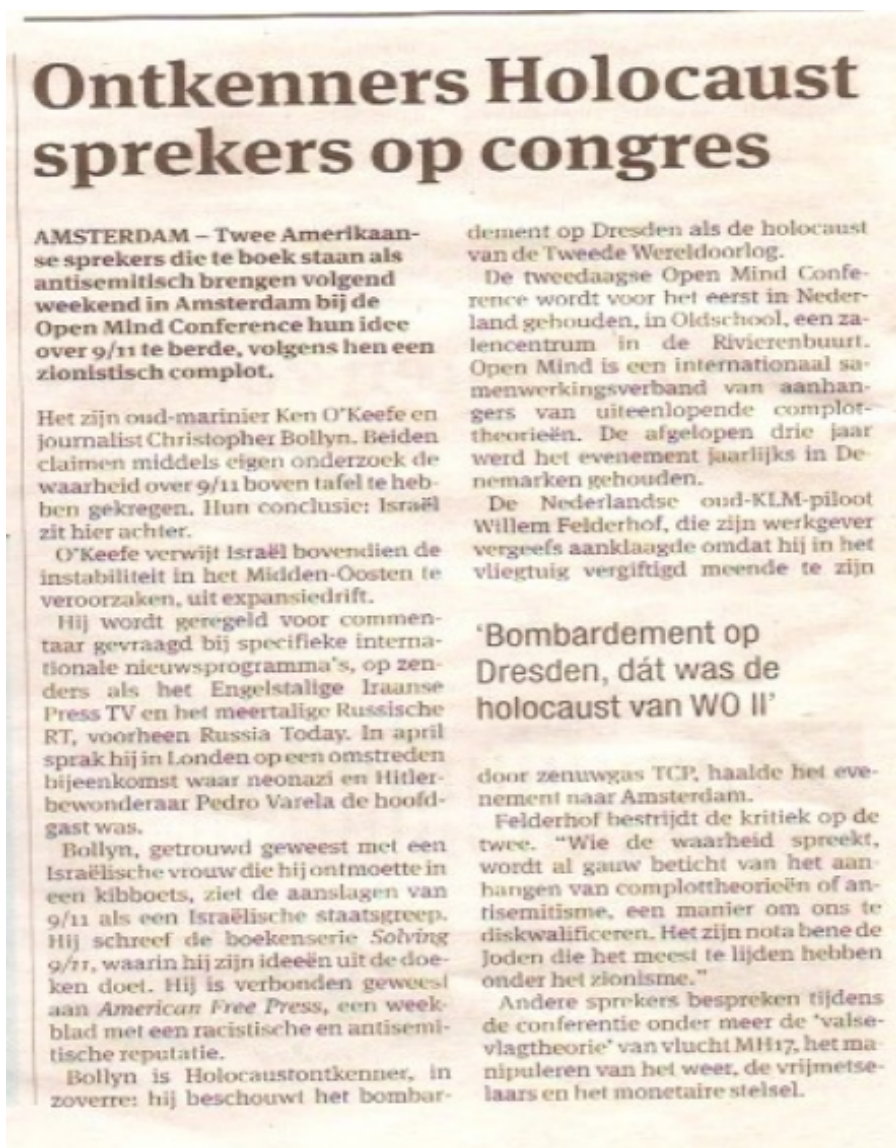 Ontkenners Holocaust
sprekers op congres
AMSTERDAM – Twee Amerikaan-
se sprekers die te boek staan als
antisemitisch brengen volgend
weekend in Amsterdam bij de
Open Mind Conference hun idee
over 9/11 te berde, volgens hen een
zionistisch complot.
Het zijn oud-marinier Ken O'Keefe en
journalist Christopher Bollyn. Beiden
claimen middels eigen onderzoek de
waarheid over 9/11 boven tafel te heb-
ben gekregen. Hun conclusie: Israël
zit hier achter.
O'Keefe verwijt Israël bovendien de
instabiliteit in het Midden-Oosten te
veroorzaken, uit expansiedrift.
Hij wordt geregeld voor commen-
taar gevraagd bij specifieke interna-
tionale nieuwsprogramma's, op zen-
ders als het Engelstalige Iraanse
Press TV en het meertalige Russische
RT, voorheen Russia Today. In april
sprak hij in Londen op een omstreden
bijeenkomst waar neonazi en Hitler-
bewonderaar Pedro Varela de hoofd-
gast was.
Bollyn, getrouwd geweest met een
Israëlische vrouw die hij ontmoette in
een kibboets, ziet de aanslagen van
9/11 als een Israëlische staatsgreep.
Hij schreef de boekenserie Solving
9/11, waarin hij zijn ideeën uit de doe-
ken doet. Hij is verbonden geweest
aan American Free Press, een week-
blad met een racistische en antisemi-
tische reputatie.
Bollyn is Holocaustontkenner, in
zoverre: hij beschouwt het bombar-
dement op Dresden als de holocaust
van de Tweede Wereldoorlog.
De tweedaagse Open Mind Confe-
rence wordt voor het eerst in Neder-
land gehouden, in Oldschool, een za-
lencentrum in de Rivierenbuurt.
Open Mind is een internationaal sa-
menwerkingsverband van aanhan-
gers van uiteenlopende complot-
theorieën. De afgelopen drie jaar
werd het evenement jaarlijks in De-
nemarken gehouden.
De Nederlandse oud-KLM-piloot
Willem Felderhof, die zijn werkgever
vergeefs aanklaagde omdat hij in het
vliegtuig vergiftigd meende te zijn
'Bombardement op
Dresden, dát was de
holocaust van WO II'
door zenuwgas TCP, haalde het eve-
nement naar Amsterdam.
Felderhof bestrijdt de kritiek op de
twee. "Wie de waarheid spreekt,
wordt al gauw beticht van het aan-
hangen van complottheorieën of an-
tisemitisme, een manier om ons te
diskwalificeren. Het zijn nota bene de
Joden die het meest te lijden hebben
onder het zionisme."
Andere sprekers bespreken tijdens
de conferentie onder meer de 'valse-
vlagtheorie' van vlucht MH17, het ma-
nipuleren van het weer, de vrijmetse-
laars en het monetaire stelsel.